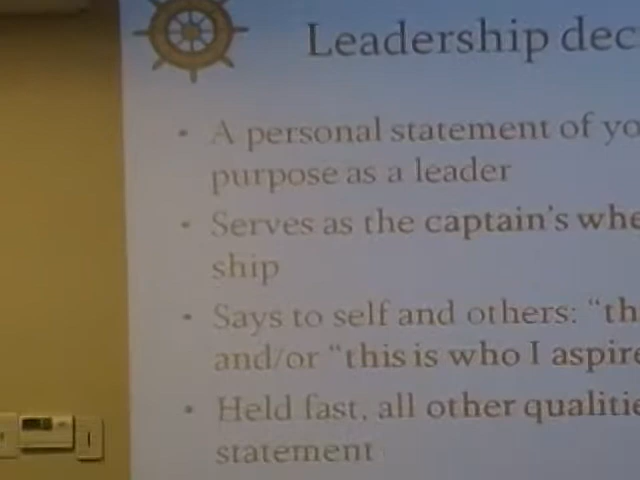 Leadership dec
• A personal statement of yo
purpose as a leader
• Serves as the captain's whe
ship
• Says to self and others: "th
and/or "this is who I aspire
• Held fast, all other qualitie
statement